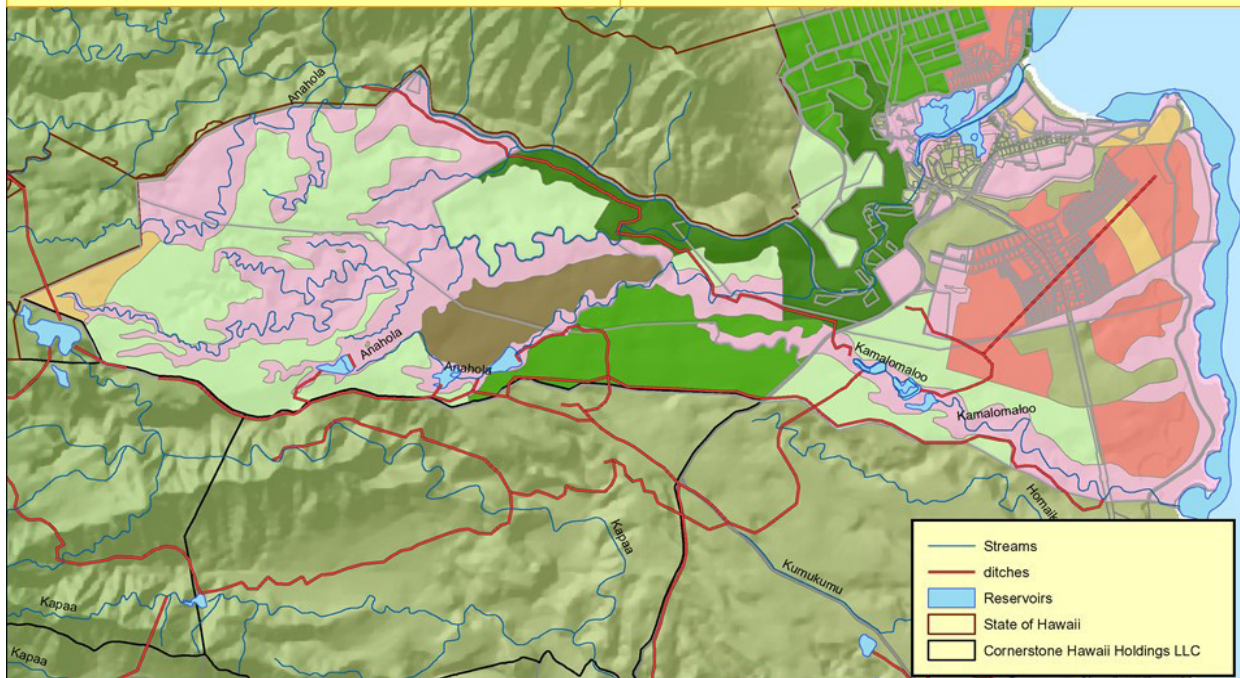 Anahola
Anahola
Anahola
Kamalomaloo
Kamalomaloo
Kapaa
Kumukumu
Kapaa
Kapaa
Streams
ditches
Reservoirs
State of Hawaii
Cornerstone Hawaii Holdings LLC